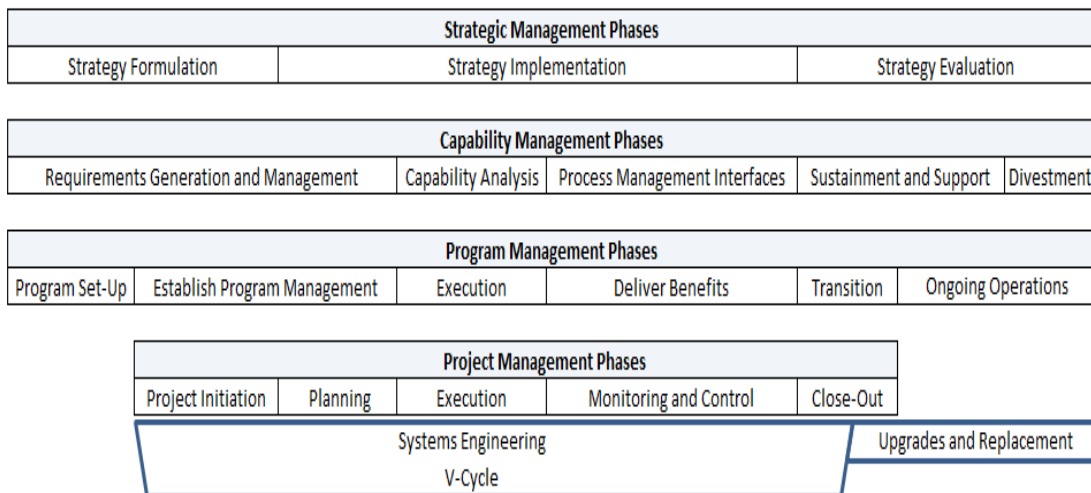 Strategic Management Phases
Strategy Formulation Strategy Implementation Strategy Evaluation
Capability Management Phases
Requirements Generation and Management Capability Analysis Process Management Interfaces Sustainment and Support Divestment
Program Management Phases
Program Set-Up Establish Program Management Execution Deliver Benefits Transition Ongoing Operations
Project Management Phases
Project Initiation Planning Execution Monitoring and Control Close-Out
Systems Engineering Upgrades and Replacement
V-Cycle